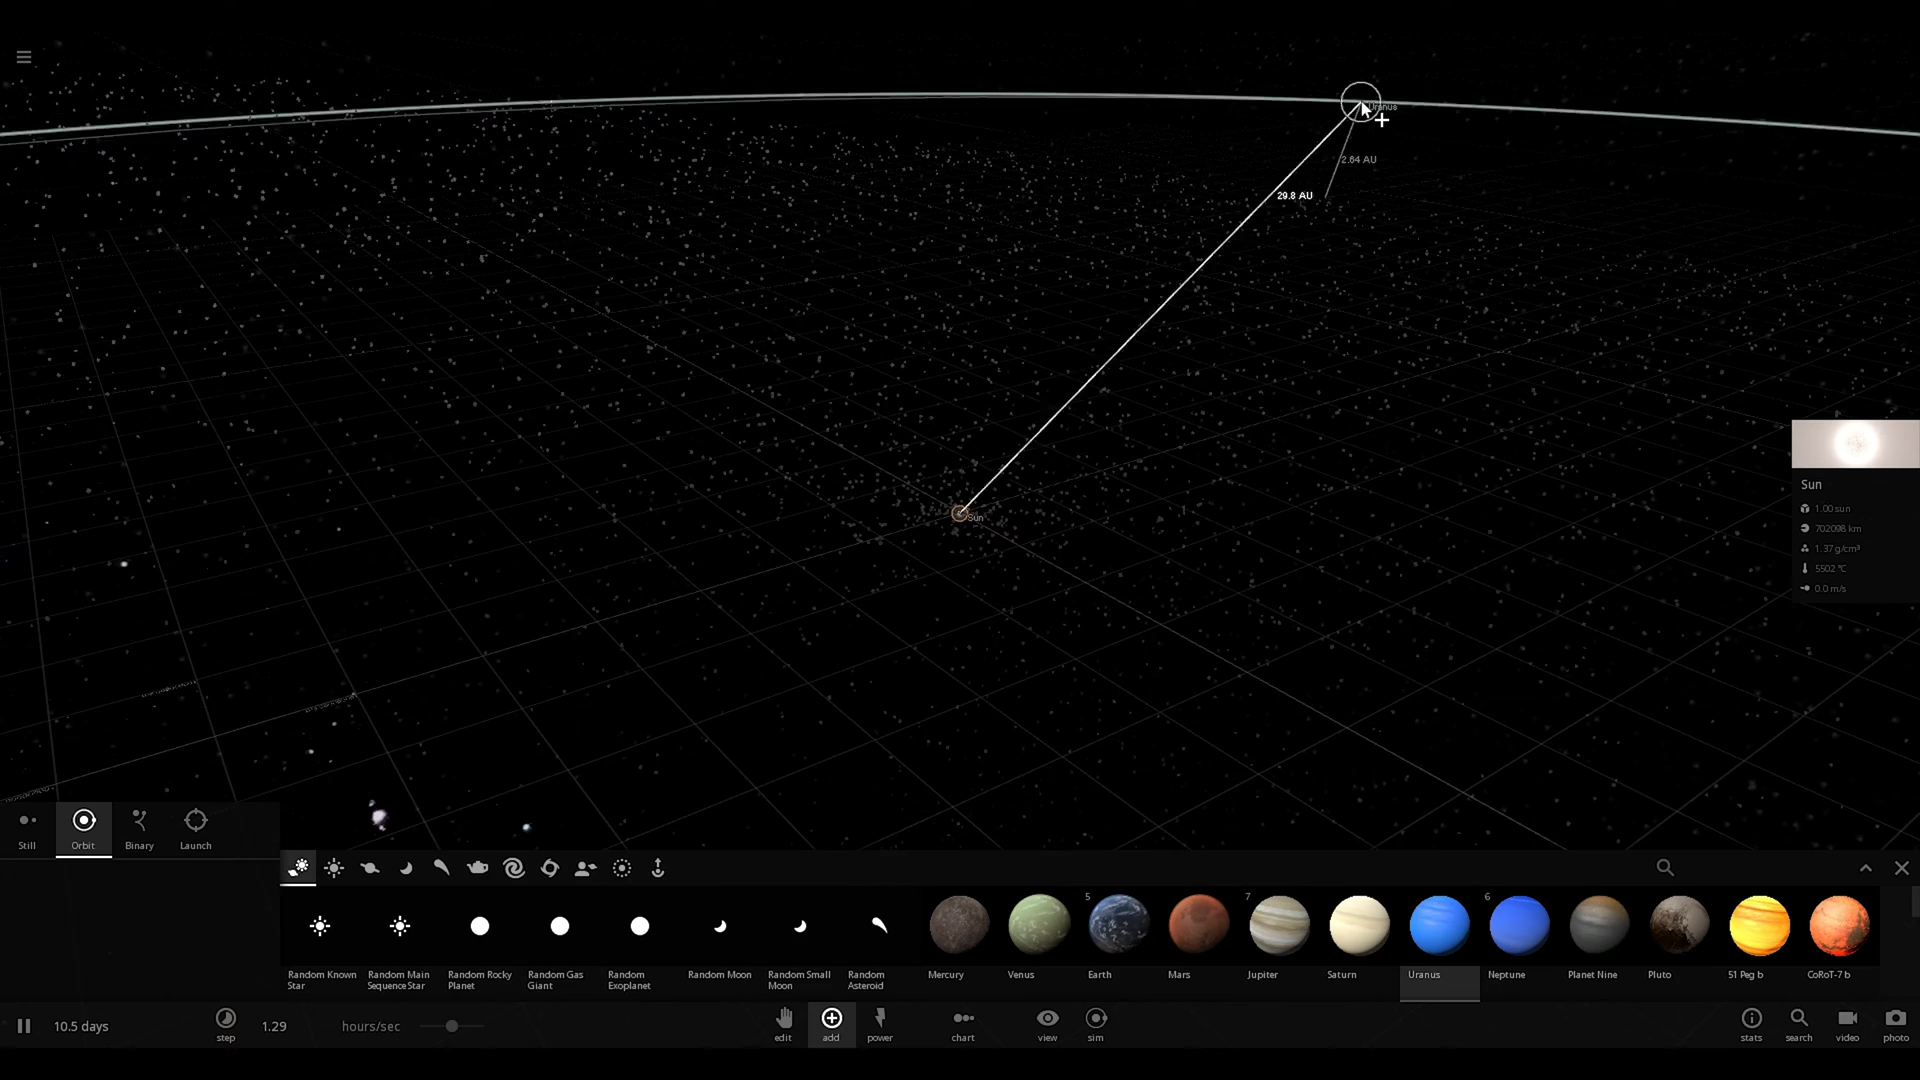 Uranus
2.64 AU
29.8 AU
Sun
Sun
1.00 sun
702098 km
1.37 g/cm³
5502 °C
0.0 m/s
Still
Orbit
Binary
Launch
5
7
6
Random Known Star
Random Main Sequence Star
Random Rocky Planet
Random Gas Giant
Random Exoplanet
Random Moon
Random Small Moon
Random Asteroid
Mercury
Venus
Earth
Mars
Jupiter
Saturn
Uranus
Neptune
Planet Nine
Pluto
51 Peg b
CoRoT-7 b
10.5 days
step
1.29
hours/sec
edit
add
power
chart
view
sim
stats
search
video
photo